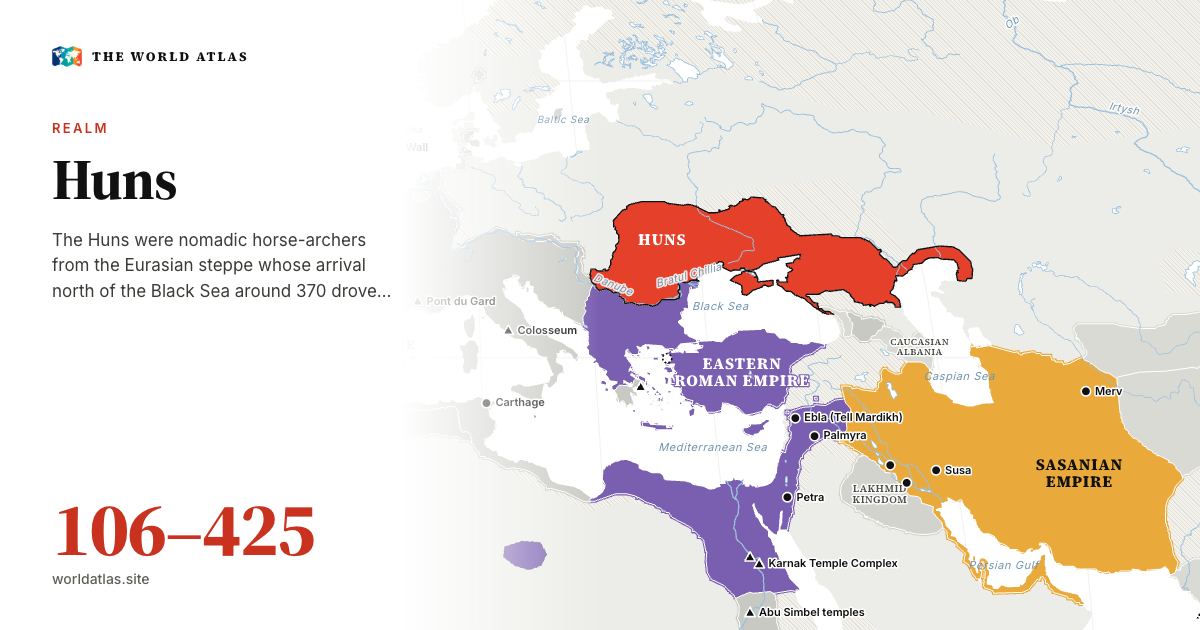 THE WORLD ATLAS
REALM
Huns
The Huns were nomadic horse-archers
from the Eurasian steppe whose arrival
north of the Black Sea around 370 drove...
106–425
worldatlas.site
Ob
Irtysh
Baltic Sea
Wall
HUNS
Danube
Bratul Chillia
Black Sea
Pont du Gard
Colosseum
CAUCASIAN
ALBANIA
EASTERN
ROMAN EMPIRE
Caspian Sea
Merv
Carthage
Ebla (Tell Mardikh)
Palmyra
Mediterranean Sea
Susa
SASANIAN
EMPIRE
LAKHMID
KINGDOM
Petra
Karnak Temple Complex
Persian Gulf
Abu Simbel temples